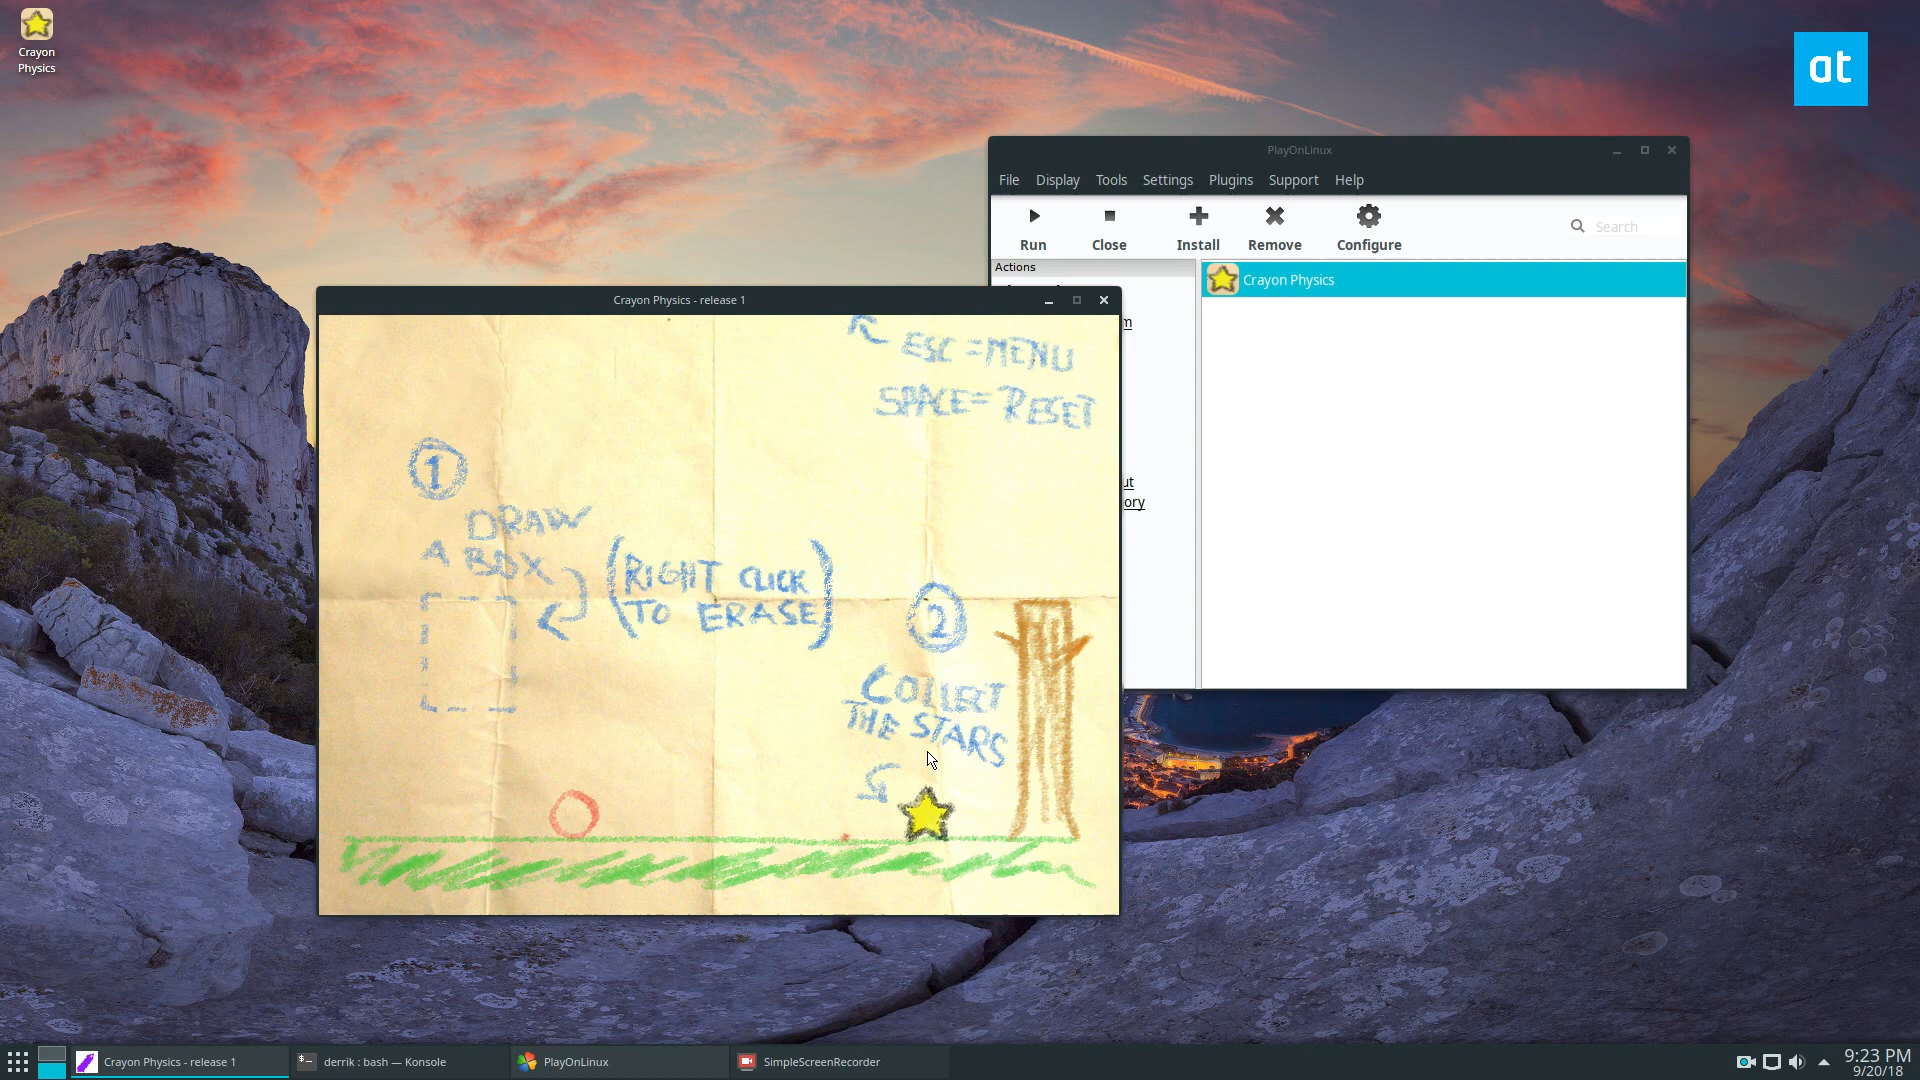 Crayon
Physics
at
PlayOnLinux
File Display Tools Settings Plugins Support Help
Run Close Install Remove Configure Search
Actions
Crayon Physics
Crayon Physics - release 1
ESC = MENU
SPACE = RESET
1
DRAW
A BOX
(RIGHT CLICK
TO ERASE)
2
COLLECT
THE STARS
m
ut
ory
Crayon Physics - release 1
derrik : bash — Konsole
PlayOnLinux
SimpleScreenRecorder
9:23 PM
9/20/18